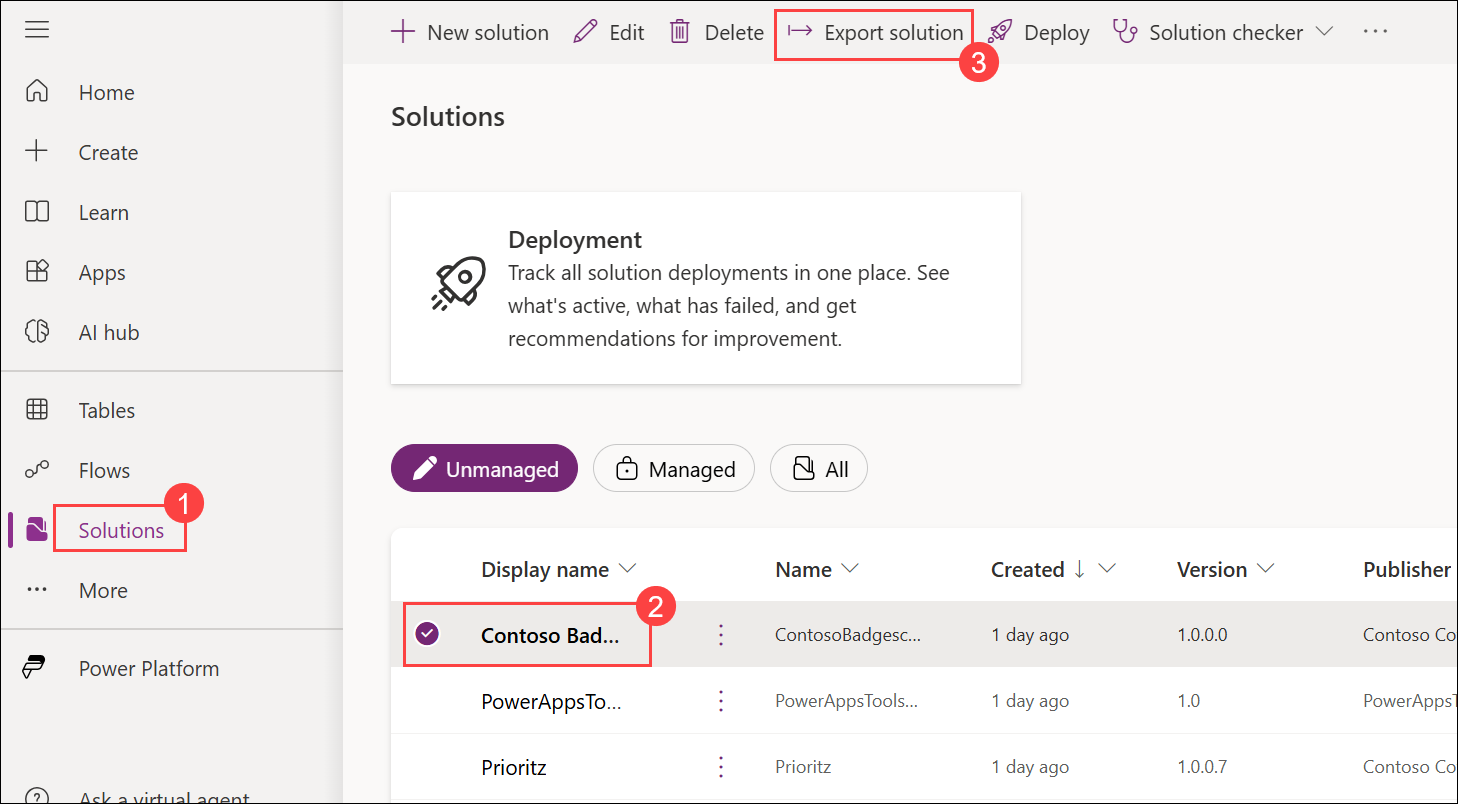 New solution Edit Delete Export solution Deploy Solution checker ...
3
Home
Create
Learn
Apps
AI hub
Tables
Flows
Solutions
1
More
Power Platform
Ask a virtual agent
Solutions
Deployment
Track all solution deployments in one place. See
what's active, what has failed, and get
recommendations for improvement.
Unmanaged Managed All
Display name Name Created Version Publisher
2
Contoso Bad... ContosoBadgesc... 1 day ago 1.0.0.0 Contoso Co
PowerAppsTo... PowerAppsTools... 1 day ago 1.0 PowerAppsT
Prioritz Prioritz 1 day ago 1.0.0.7 Contoso Co